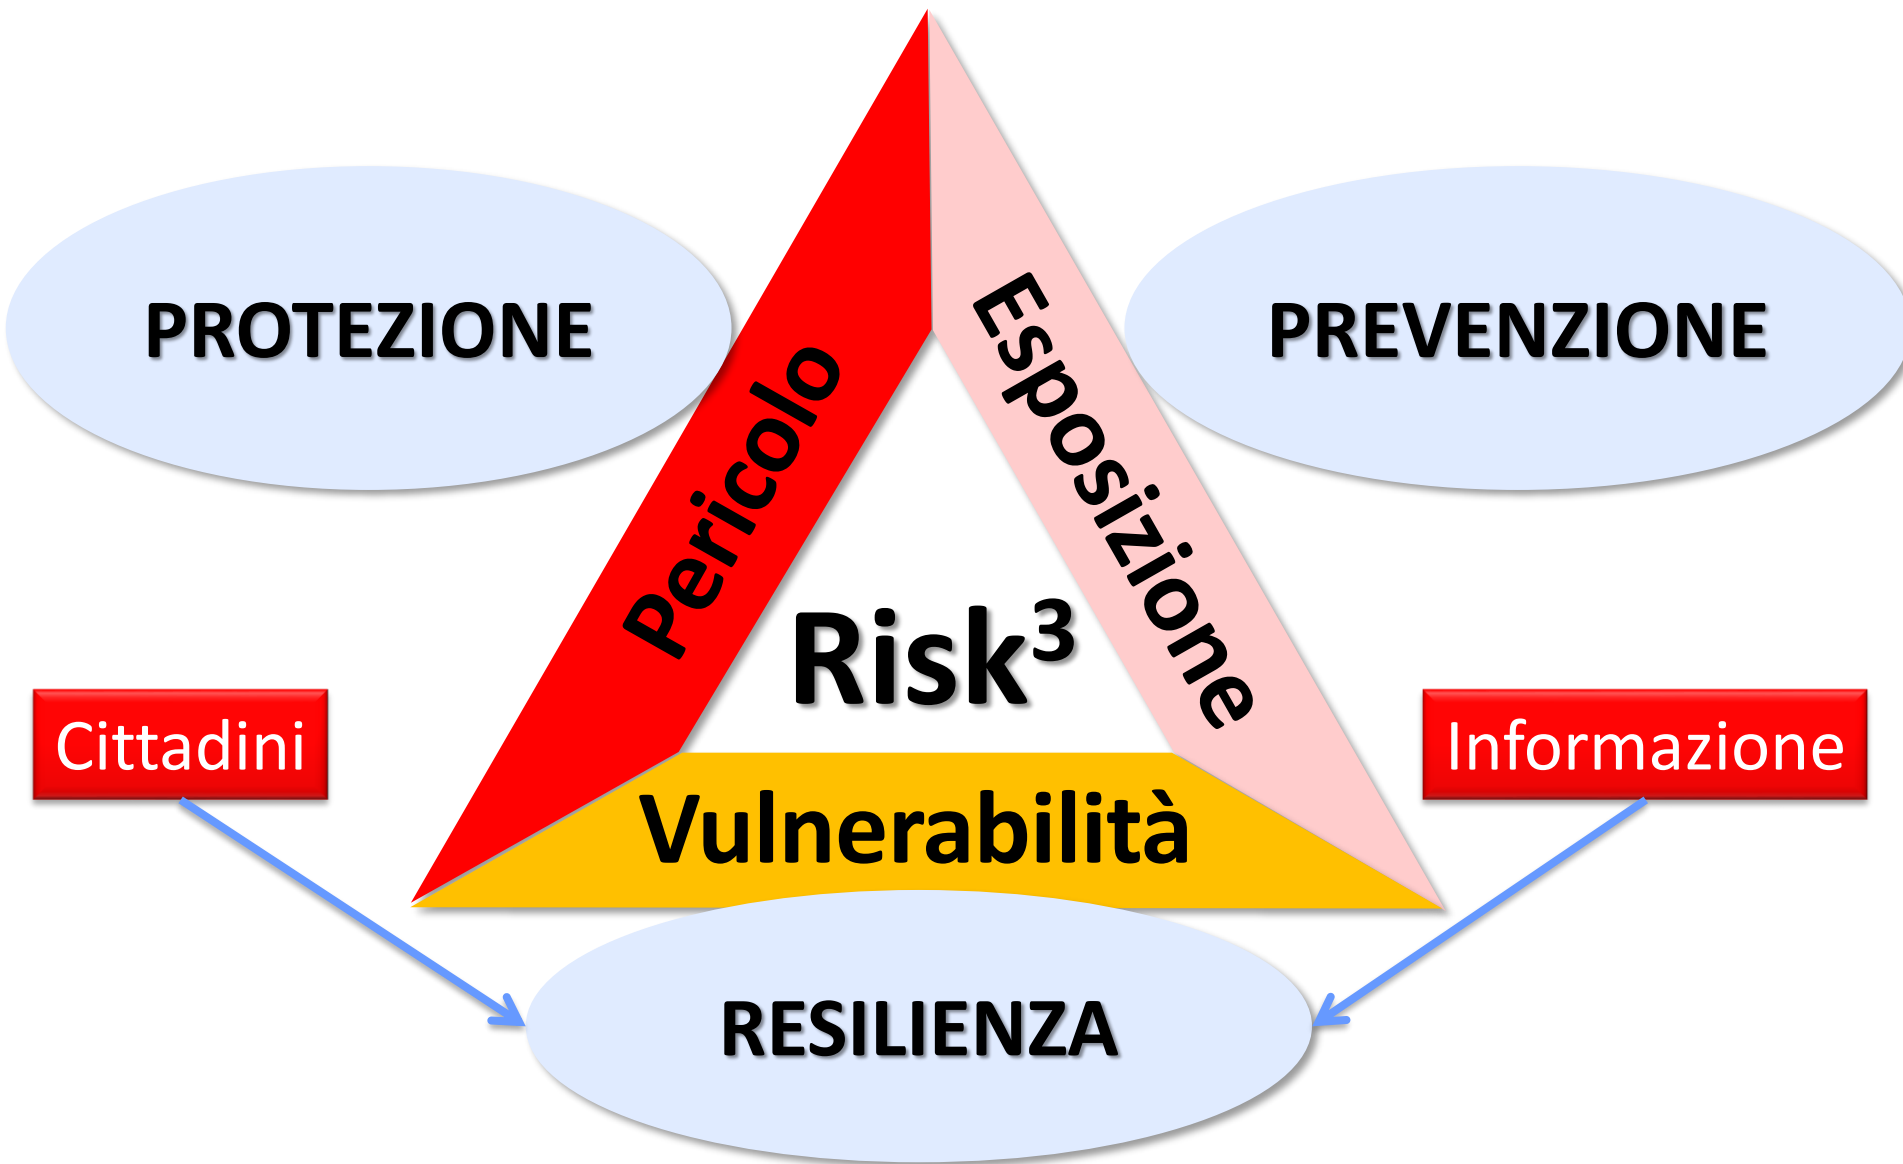 PROTEZIONE
PREVENZIONE
Pericolo
Esposizione
Risk³
Cittadini
Informazione
Vulnerabilità
RESILIENZA